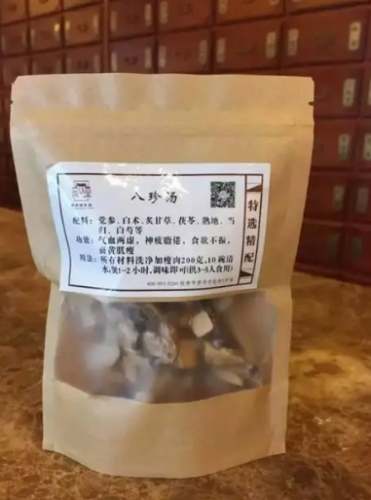 八珍汤
配料: 党参、白术、炙甘草、茯苓、熟地、当
归、白芍等
功效: 气血两虚，神疲倦怠、食欲不振，
面黄肌瘦
用法: 所有材料洗净加瘦肉200克,10碗清
水,煲1-2小时,调味即可(供3-5人食用)
特选精配